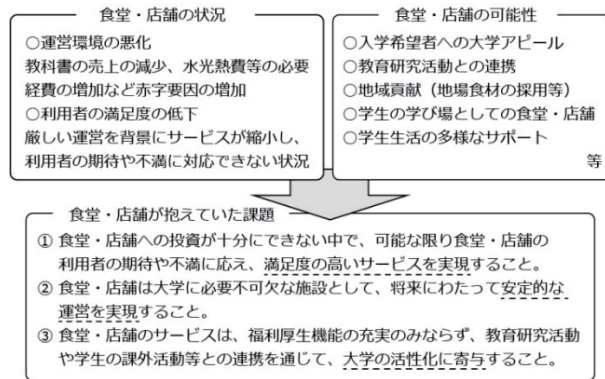 食堂・店舗の状況
○運営環境の悪化
教科書の売上の減少、水光熱費等の必要
経費の増加など赤字要因の増加
○利用者の満足度の低下
厳しい運営を背景にサービスが縮小し、
利用者の期待や不満に対応できない状況
食堂・店舗の可能性
○入学希望者への大学アピール
○教育研究活動との連携
○地域貢献（地場食材の採用等）
○学生の学び場としての食堂・店舗
○学生生活の多様なサポート
等
食堂・店舗が抱えていた課題
① 食堂・店舗への投資が十分にできない中で、可能な限り食堂・店舗の
利用者の期待や不満に応え、満足度の高いサービスを実現すること。
② 食堂・店舗は大学に必要不可欠な施設として、将来にわたって安定的な
運営を実現すること。
③ 食堂・店舗のサービスは、福利厚生機能の充実のみならず、教育研究活動
や学生の課外活動等との連携を通じて、大学の活性化に寄与すること。